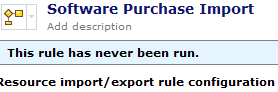 Software Purchase Import
Add description
This rule has never been run.
Resource import/export rule configuration